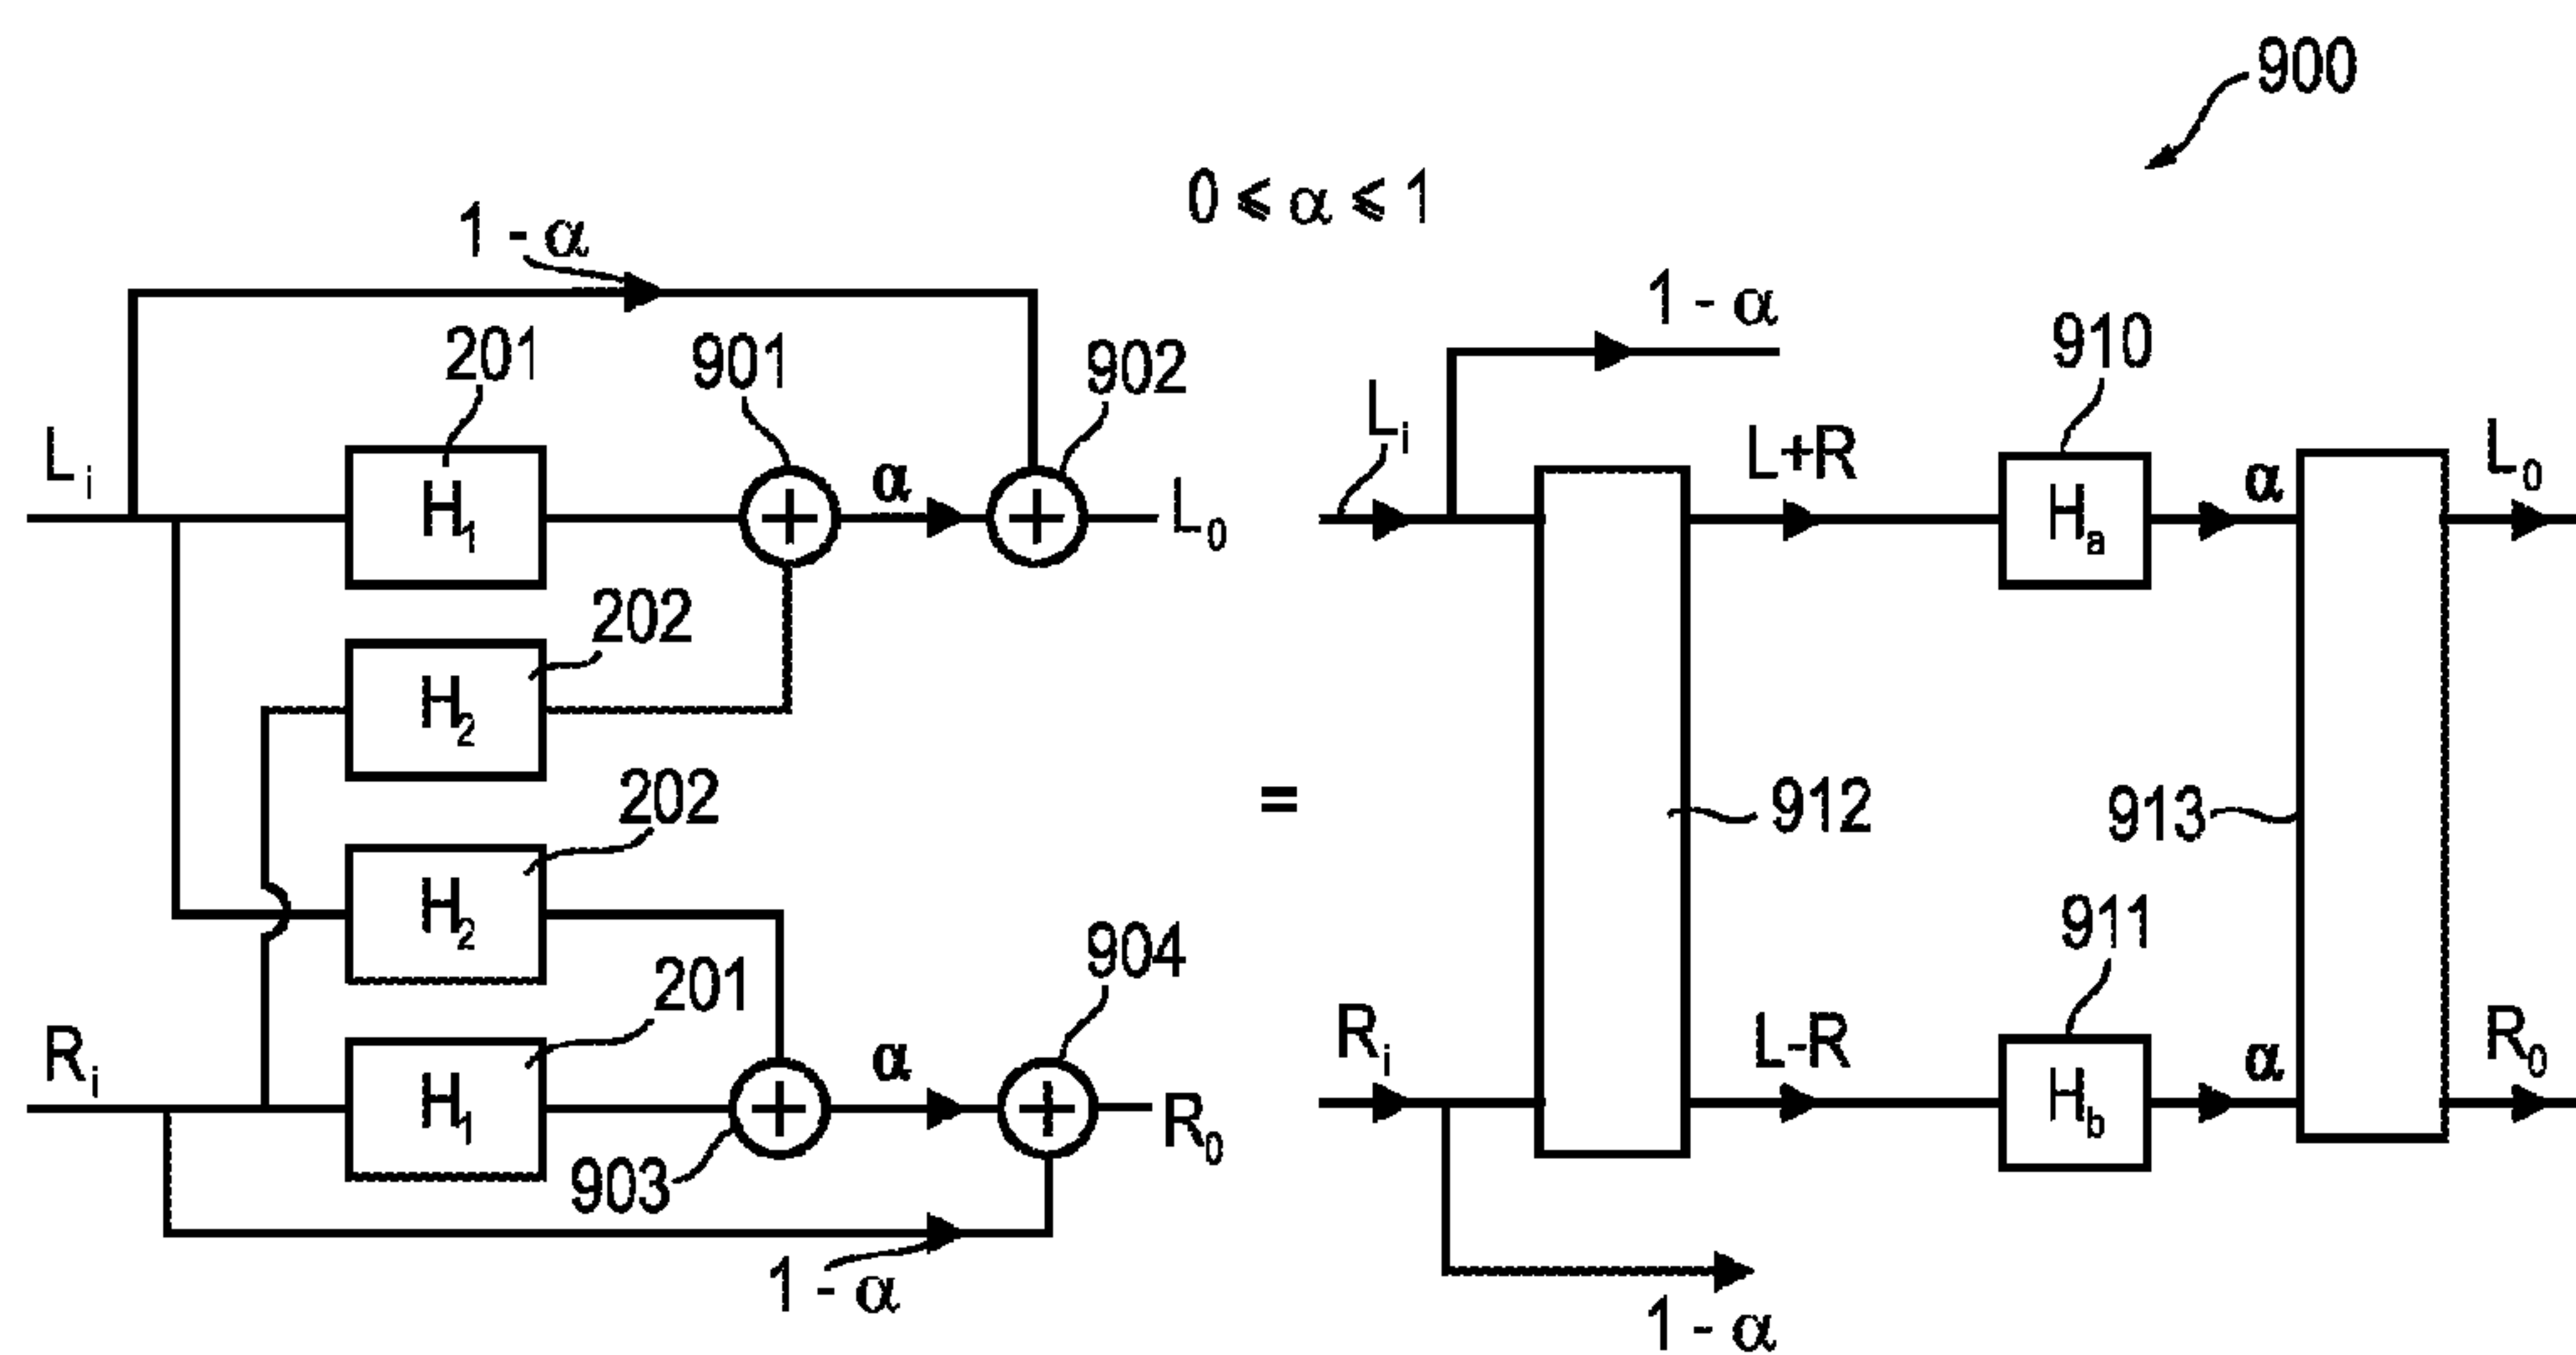 900
0 ⩽ α ⩽ 1
1 - α
1 - α
201
901
902
910
L_i
H_1
α
L_0
L_i
L+R
H_a
α
L_0
202
H_2
202
=
912
913
H_2
201
904
911
R_i
H_1
903
α
R_0
R_i
L-R
H_b
α
R_0
1 - α
1 - α